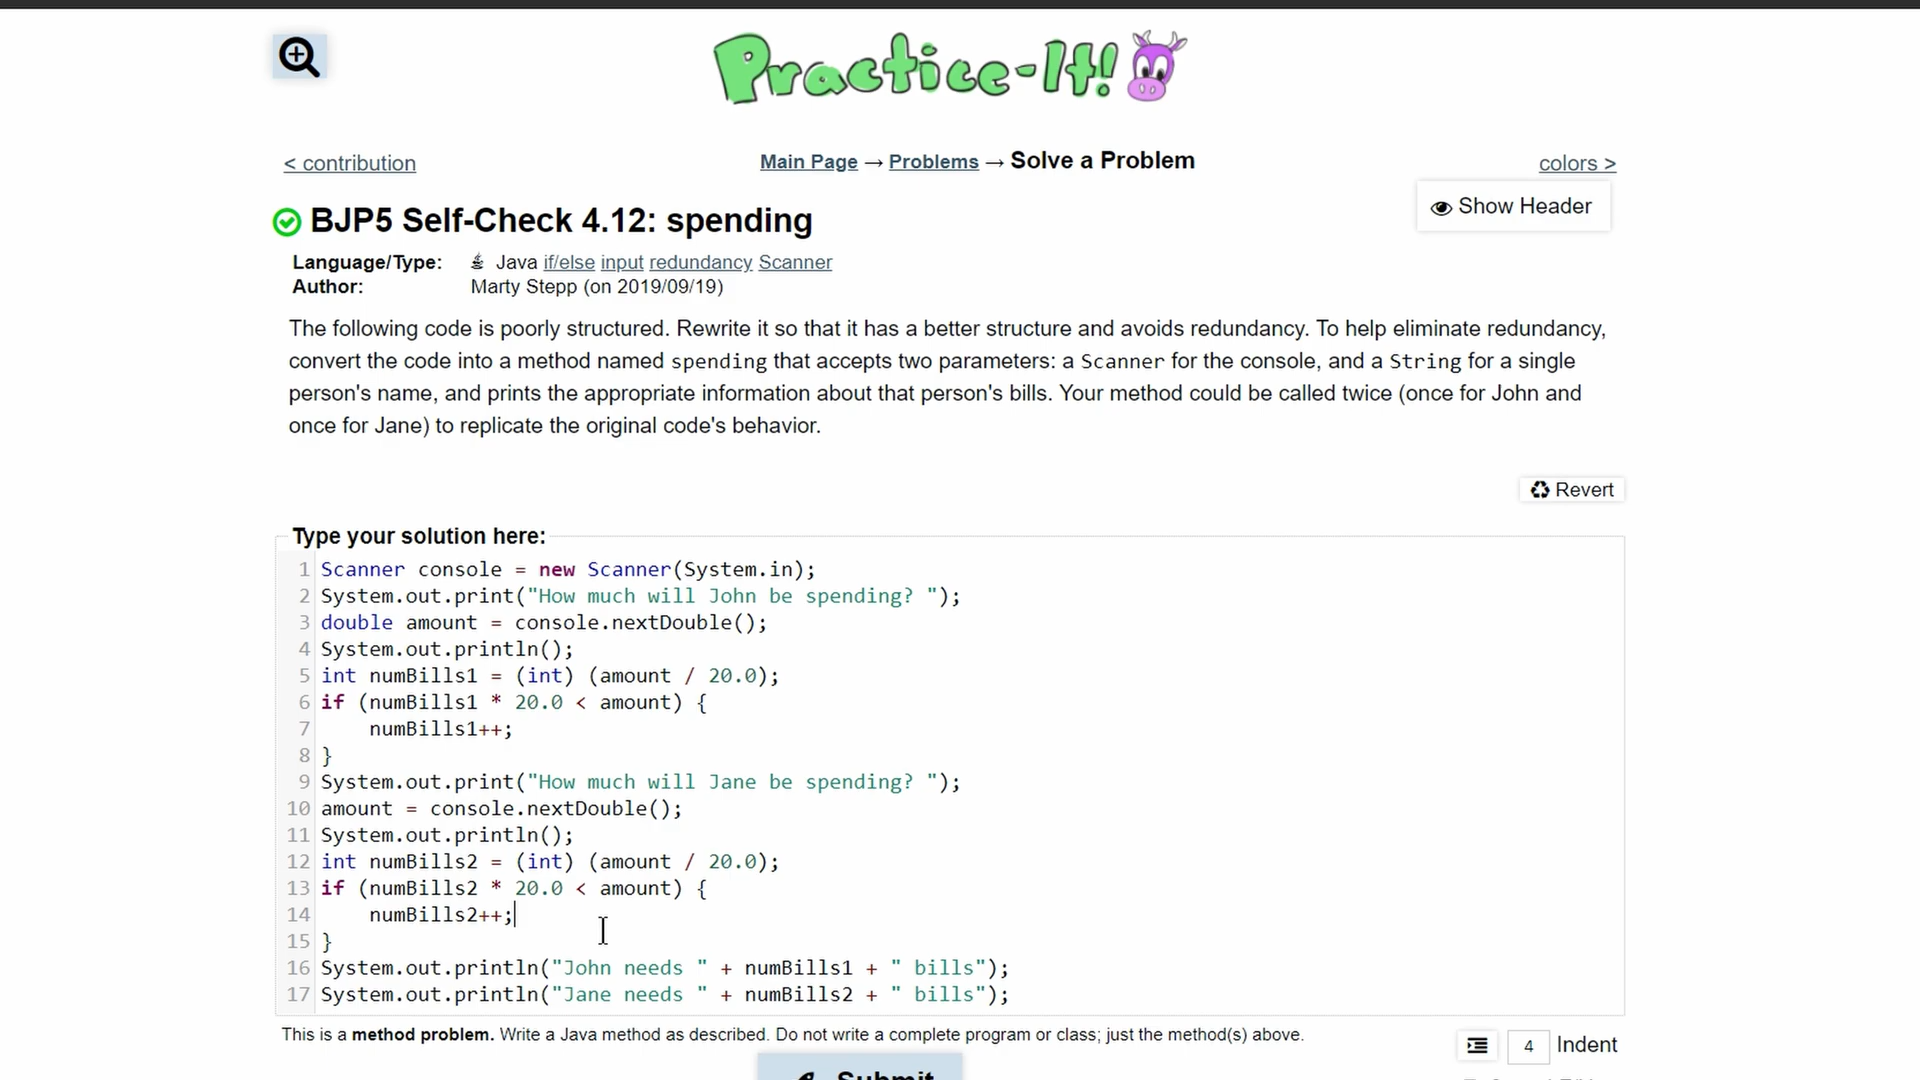 Practice-It!
< contribution
Main Page → Problems → Solve a Problem
colors >
Show Header
BJP5 Self-Check 4.12: spending
Language/Type: Java if/else input redundancy Scanner
Author: Marty Stepp (on 2019/09/19)
The following code is poorly structured. Rewrite it so that it has a better structure and avoids redundancy. To help eliminate redundancy,
convert the code into a method named spending that accepts two parameters: a Scanner for the console, and a String for a single
person's name, and prints the appropriate information about that person's bills. Your method could be called twice (once for John and
once for Jane) to replicate the original code's behavior.
Revert
Type your solution here:
1 Scanner console = new Scanner(System.in);
2 System.out.print("How much will John be spending? ");
3 double amount = console.nextDouble();
4 System.out.println();
5 int numBills1 = (int) (amount / 20.0);
6 if (numBills1 * 20.0 < amount) {
7     numBills1++;
8 }
9 System.out.print("How much will Jane be spending? ");
10 amount = console.nextDouble();
11 System.out.println();
12 int numBills2 = (int) (amount / 20.0);
13 if (numBills2 * 20.0 < amount) {
14     numBills2++;
15 }
16 System.out.println("John needs " + numBills1 + " bills");
17 System.out.println("Jane needs " + numBills2 + " bills");
This is a method problem. Write a Java method as described. Do not write a complete program or class; just the method(s) above.
4 Indent
Submit